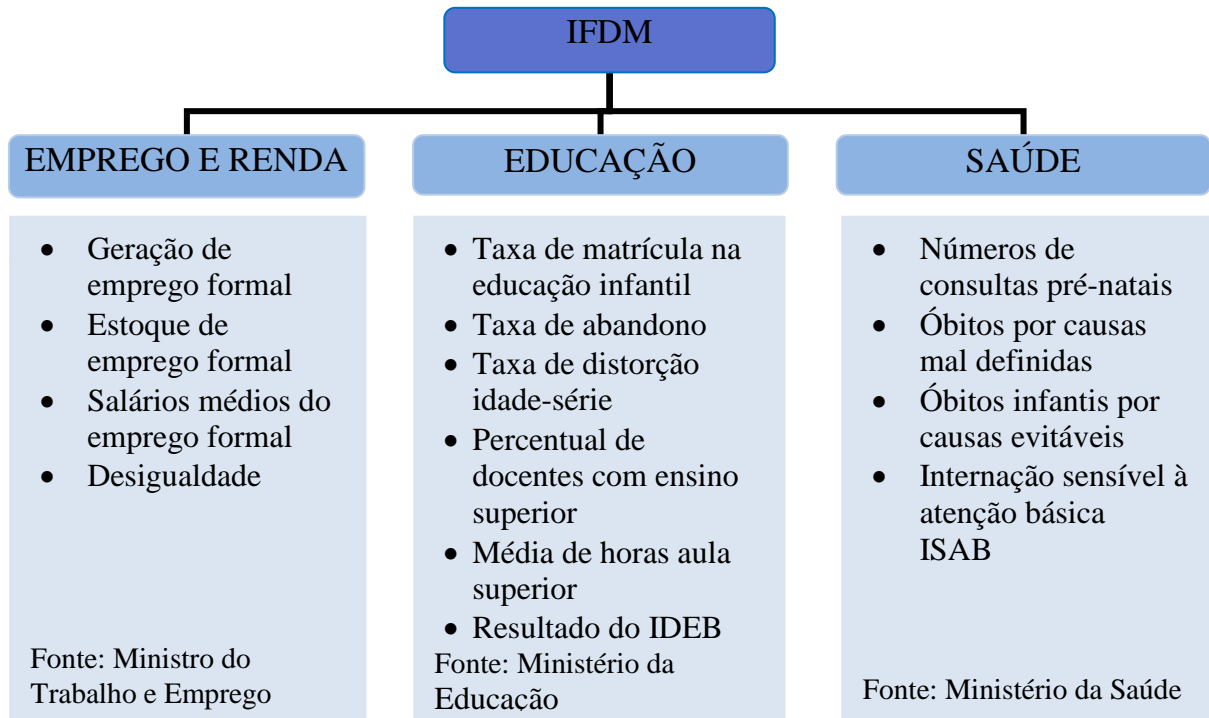 IFDM
EMPREGO E RENDA
• Geração de
emprego formal
• Estoque de
emprego formal
• Salários médios do
emprego formal
• Desigualdade
Fonte: Ministro do
Trabalho e Emprego
EDUCAÇÃO
• Taxa de matrícula na
educação infantil
• Taxa de abandono
• Taxa de distorção
idade-série
• Percentual de
docentes com ensino
superior
• Média de horas aula
superior
• Resultado do IDEB
Fonte: Ministério da
Educação
SAÚDE
• Números de
consultas pré-natais
• Óbitos por causas
mal definidas
• Óbitos infantis por
causas evitáveis
• Internação sensível à
atenção básica
ISAB
Fonte: Ministério da Saúde